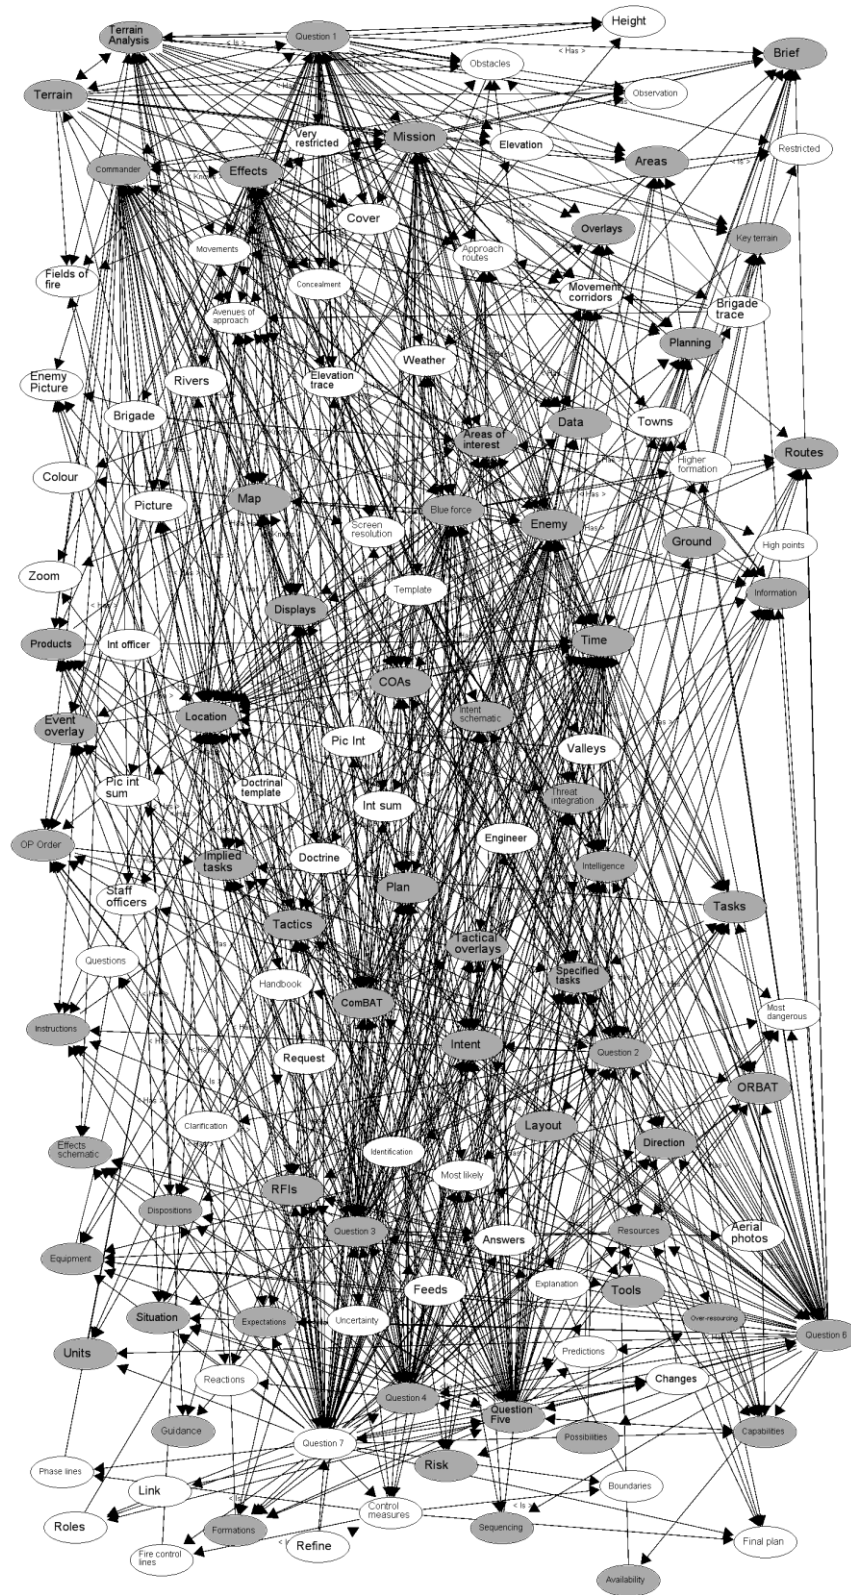 Height
Terrain
Analysis
Question 1
< Is >
< Has >
Brief
Obstacles
Terrain
Observation
Very
restricted
Mission
Elevation
Restricted
Commander
Effects
Areas
Cover
Overlays
Key terrain
Movements
Approach
routes
Fields of
fire
Concealment
Movement
corridors
Brigade
trace
Avenues of
approach
Planning
Enemy
Picture
Rivers
Elevation
trace
Weather
Brigade
Data
Towns
Areas of
interest
Routes
Higher
formation
Colour
Map
Picture
Blue force
Screen
resolution
Enemy
Ground
High points
Zoom
Template
Information
Displays
Products
Int officer
Time
COAs
Event
overlay
Location
Intent
schematic
Pic Int
Valleys
Pic int
sum
Doctrinal
template
Int sum
Threat
integration
OP Order
Implied
tasks
Doctrine
Engineer
Intelligence
Plan
Staff
officers
Tasks
Tactics
Tactical
overlays
Questions
Handbook
Specified
tasks
ComBAT
Most
dangerous
Instructions
Request
Intent
Question 2
ORBAT
Clarification
Layout
Direction
Effects
schematic
Identification
Most likely
RFIs
Dispositions
Question 3
Answers
Resources
Aerial
photos
Equipment
Feeds
Explanation
Tools
Situation
Expectations
Uncertainty
Over-resourcing
Question 6
Units
Predictions
Reactions
Question 4
Changes
Question
Five
Guidance
Question 7
Possibilities
Capabilities
Phase lines
Risk
Link
Boundaries
Roles
Control
measures
< Is >
Formations
Sequencing
Refine
Final plan
Fire control
lines
Availability